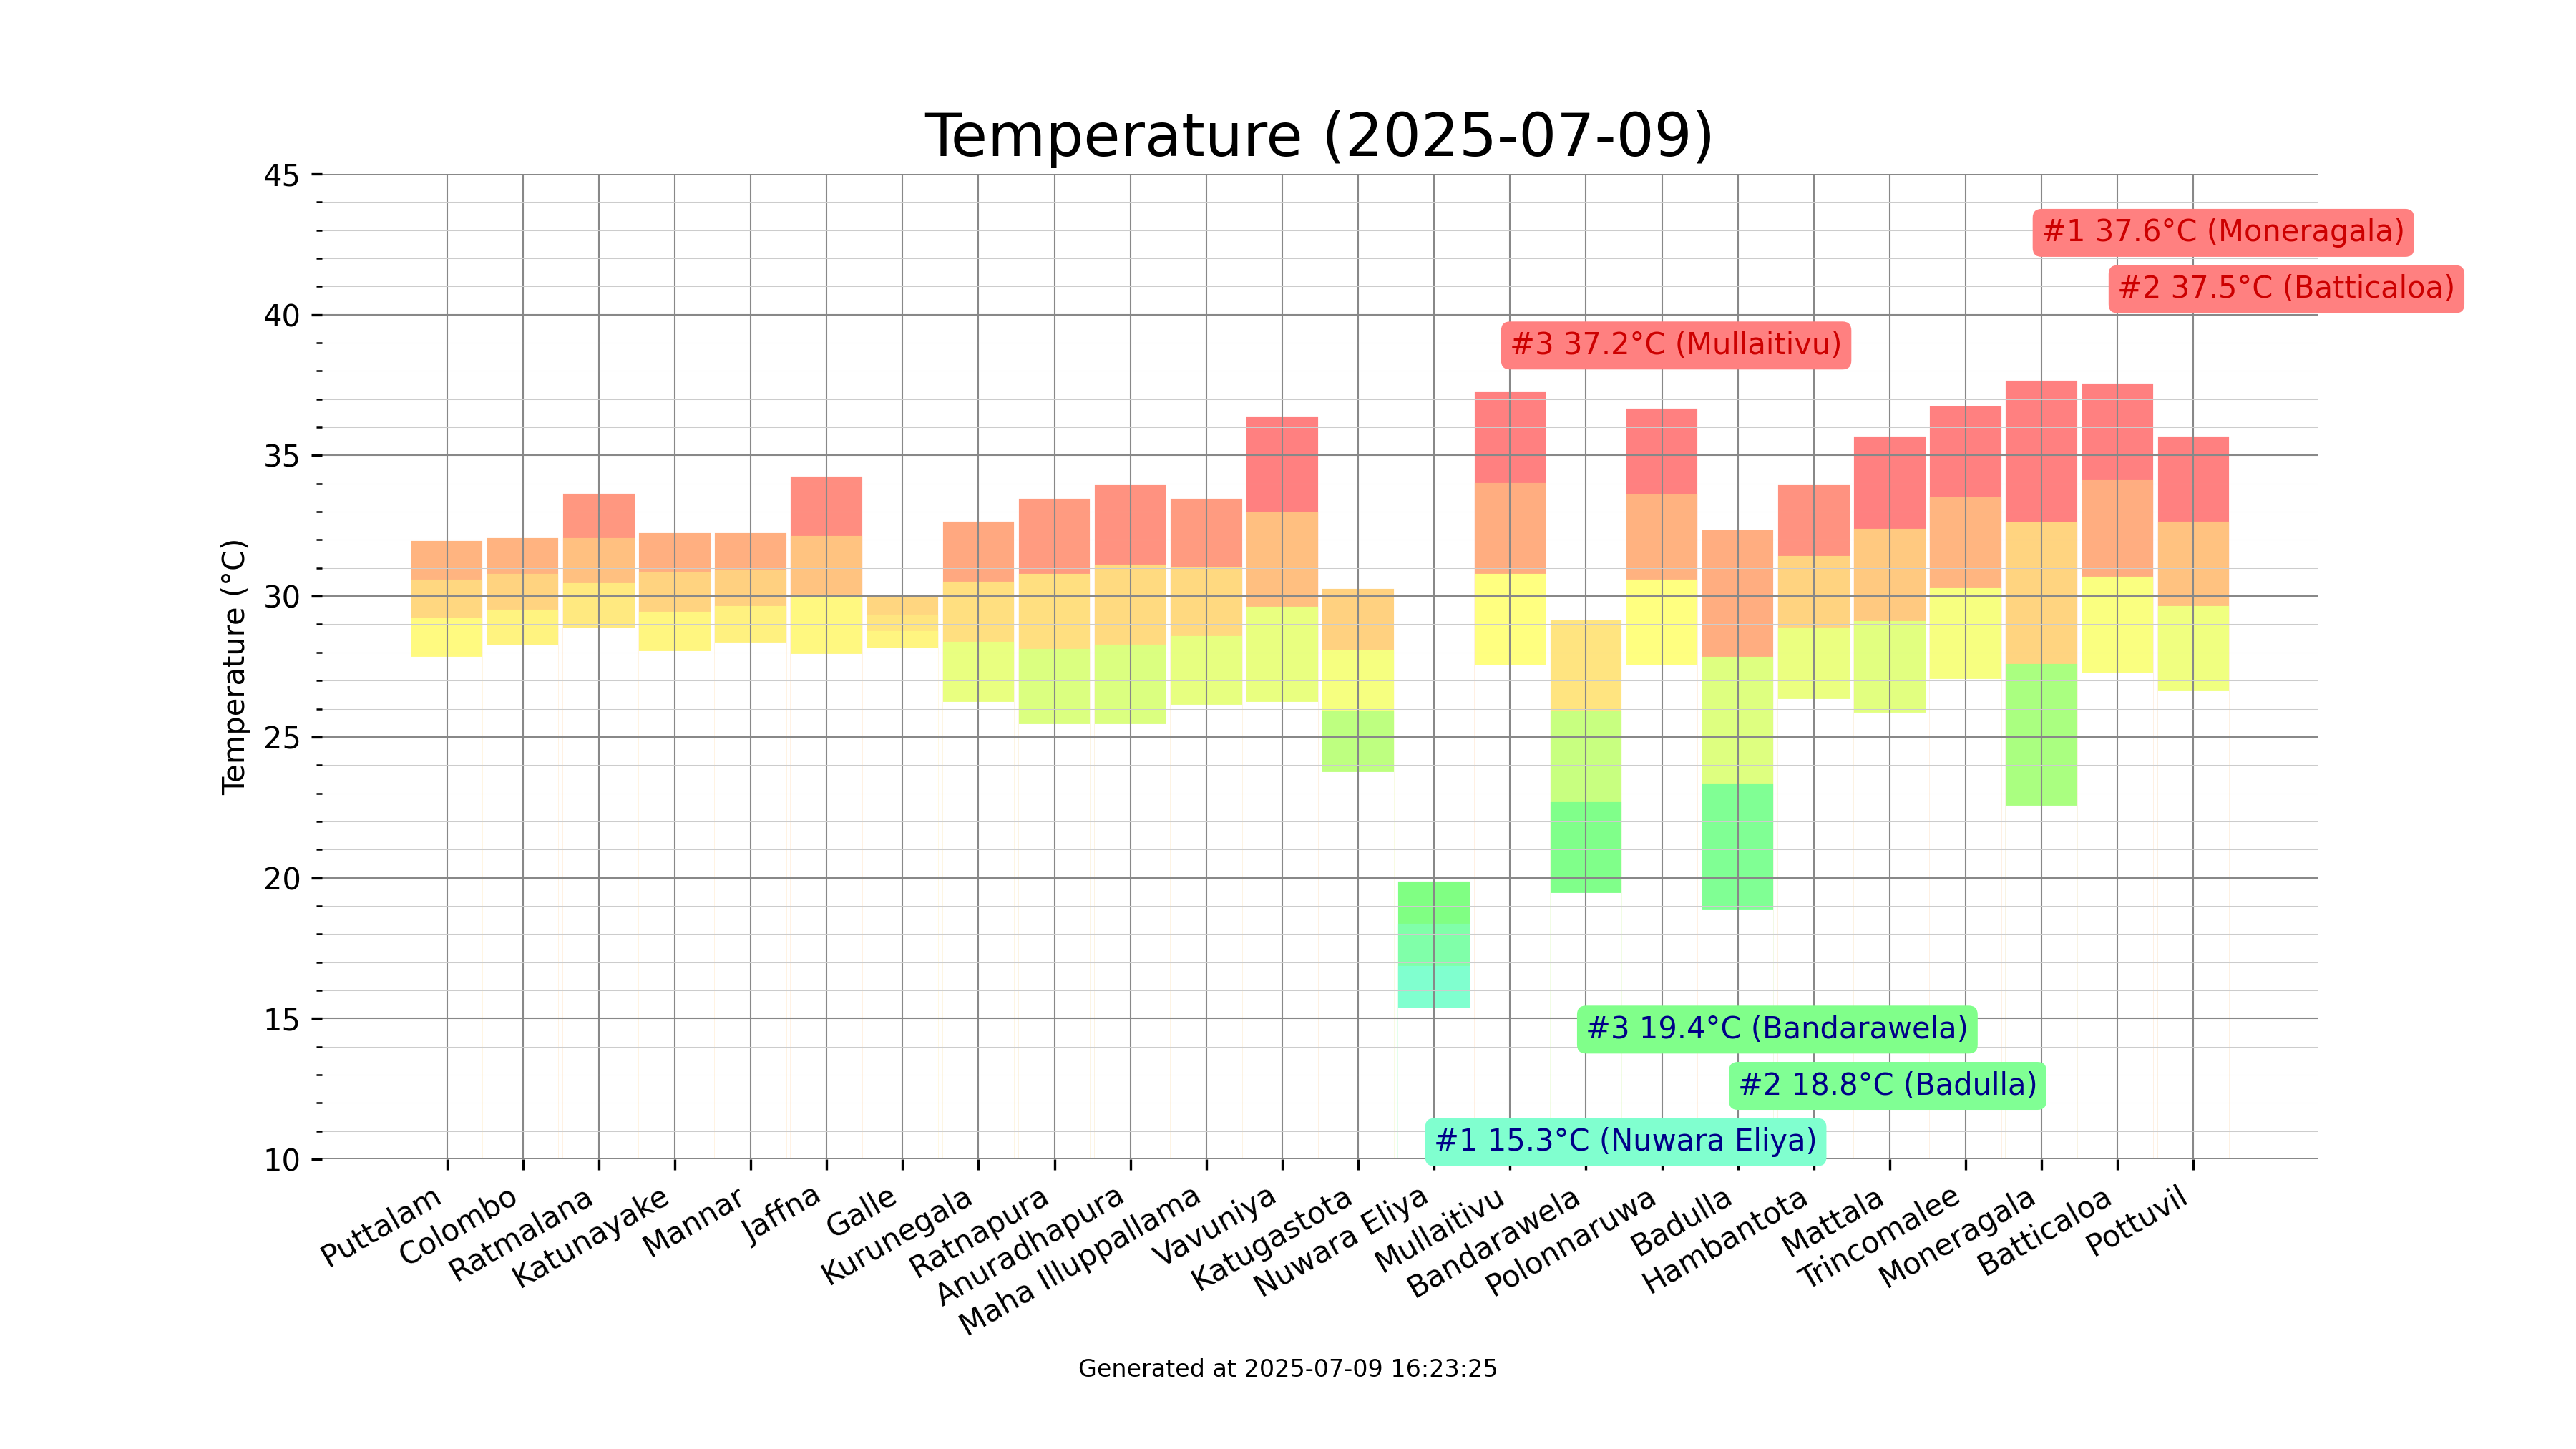 Temperature (2025-07-09)
45
40
35
30
25
20
15
10
Temperature (°C)
#1 37.6°C (Moneragala)
#2 37.5°C (Batticaloa)
#3 37.2°C (Mullaitivu)
#3 19.4°C (Bandarawela)
#2 18.8°C (Badulla)
#1 15.3°C (Nuwara Eliya)
Puttalam
Colombo
Ratmalana
Katunayake
Mannar
Jaffna
Galle
Kurunegala
Ratnapura
Anuradhapura
Maha Illuppallama
Vavuniya
Katugastota
Nuwara Eliya
Mullaitivu
Bandarawela
Polonnaruwa
Badulla
Hambantota
Mattala
Trincomalee
Moneragala
Batticaloa
Pottuvil
Generated at 2025-07-09 16:23:25